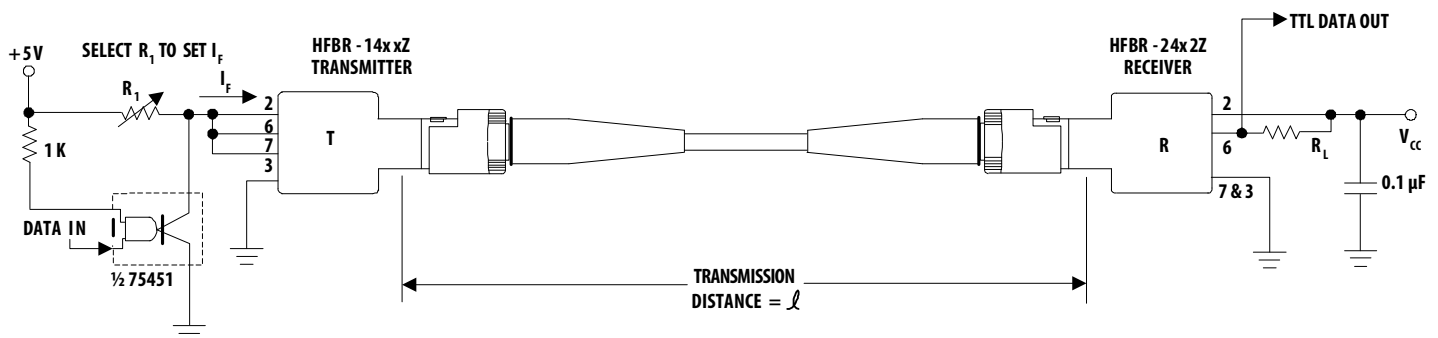 +5V
SELECT R1 TO SET IF
R1
IF
1 K
DATA IN
½ 75451
HFBR - 14x xZ
TRANSMITTER
2
6
7
3
T
TRANSMISSION
DISTANCE = ℓ
HFBR - 24x 2Z
RECEIVER
R
2
6
7 & 3
TTL DATA OUT
RL
VCC
0.1 µF